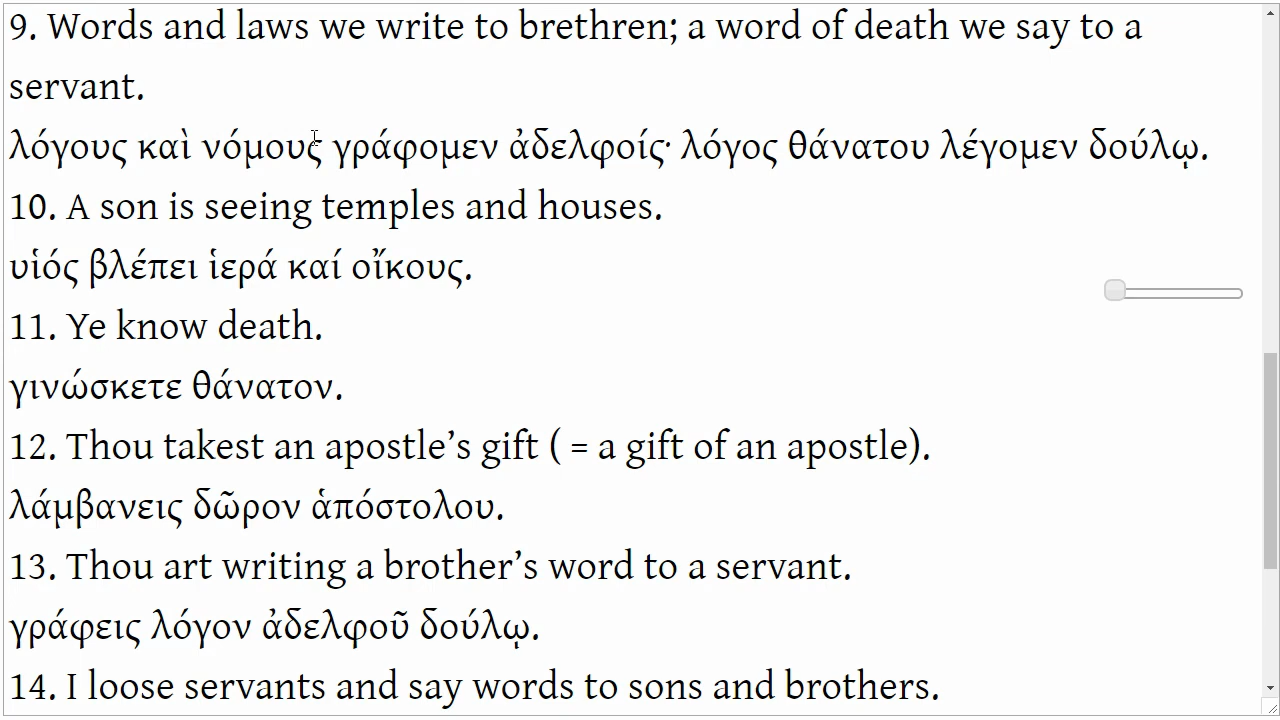 9. Words and laws we write to brethren; a word of death we say to a
servant.
λόγους καὶ νόμους γράφομεν ἀδελφοίς· λόγος θάνατου λέγομεν δούλῳ.
10. A son is seeing temples and houses.
υἱός βλέπει ἱερά καί οἴκους.
11. Ye know death.
γινώσκετε θάνατον.
12. Thou takest an apostle’s gift ( = a gift of an apostle).
λάμβανεις δῶρον ἁπόστολου.
13. Thou art writing a brother’s word to a servant.
γράφεις λόγον ἀδελφοῦ δούλῳ.
14. I loose servants and say words to sons and brothers.